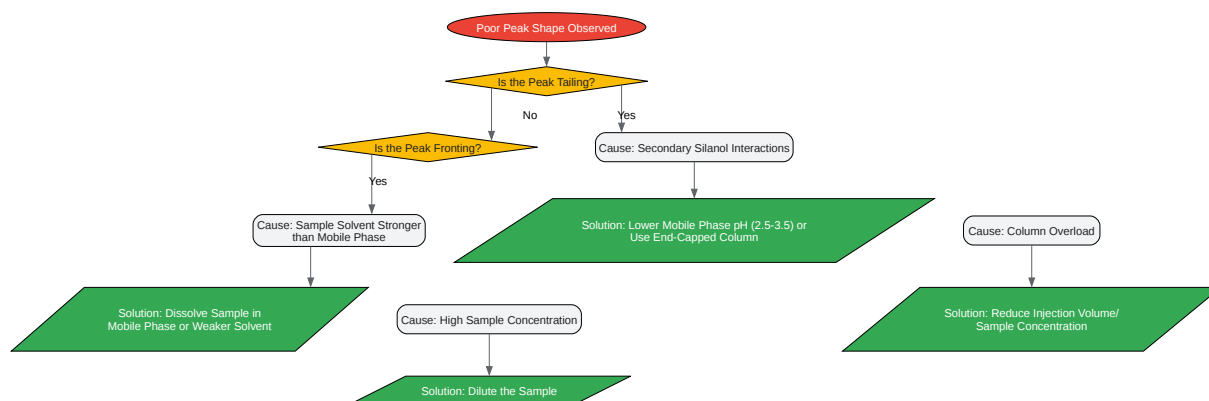 Poor Peak Shape Observed
Is the Peak Tailing?
No
Yes
Is the Peak Fronting?
Cause: Secondary Silanol Interactions
Yes
Cause: Sample Solvent Stronger
than Mobile Phase
Solution: Lower Mobile Phase pH (2.5-3.5) or
Use End-Capped Column
Cause: Column Overload
Solution: Dissolve Sample in
Mobile Phase or Weaker Solvent
Cause: High Sample Concentration
Solution: Reduce Injection Volume/
Sample Concentration
Solution: Dilute the Sample